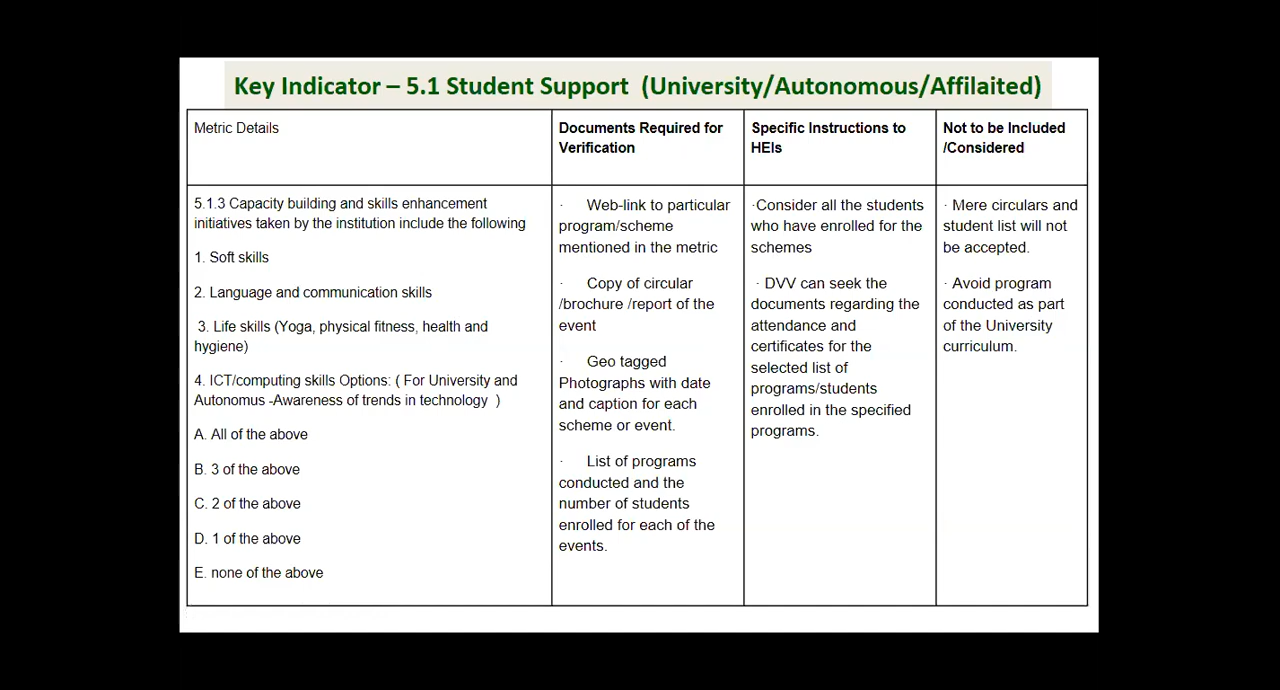 Key Indicator – 5.1 Student Support (University/Autonomous/Affilaited)
Metric Details
Documents Required for
Verification
Specific Instructions to
HEIs
Not to be Included
/Considered
5.1.3 Capacity building and skills enhancement
initiatives taken by the institution include the following
1. Soft skills
2. Language and communication skills
3. Life skills (Yoga, physical fitness, health and
hygiene)
4. ICT/computing skills Options: ( For University and
Autonomus -Awareness of trends in technology )
A. All of the above
B. 3 of the above
C. 2 of the above
D. 1 of the above
E. none of the above
· Web-link to particular
program/scheme
mentioned in the metric
· Copy of circular
/brochure /report of the
event
· Geo tagged
Photographs with date
and caption for each
scheme or event.
· List of programs
conducted and the
number of students
enrolled for each of the
events.
·Consider all the students
who have enrolled for the
schemes
· DVV can seek the
documents regarding the
attendance and
certificates for the
selected list of
programs/students
enrolled in the specified
programs.
· Mere circulars and
student list will not
be accepted.
· Avoid program
conducted as part
of the University
curriculum.